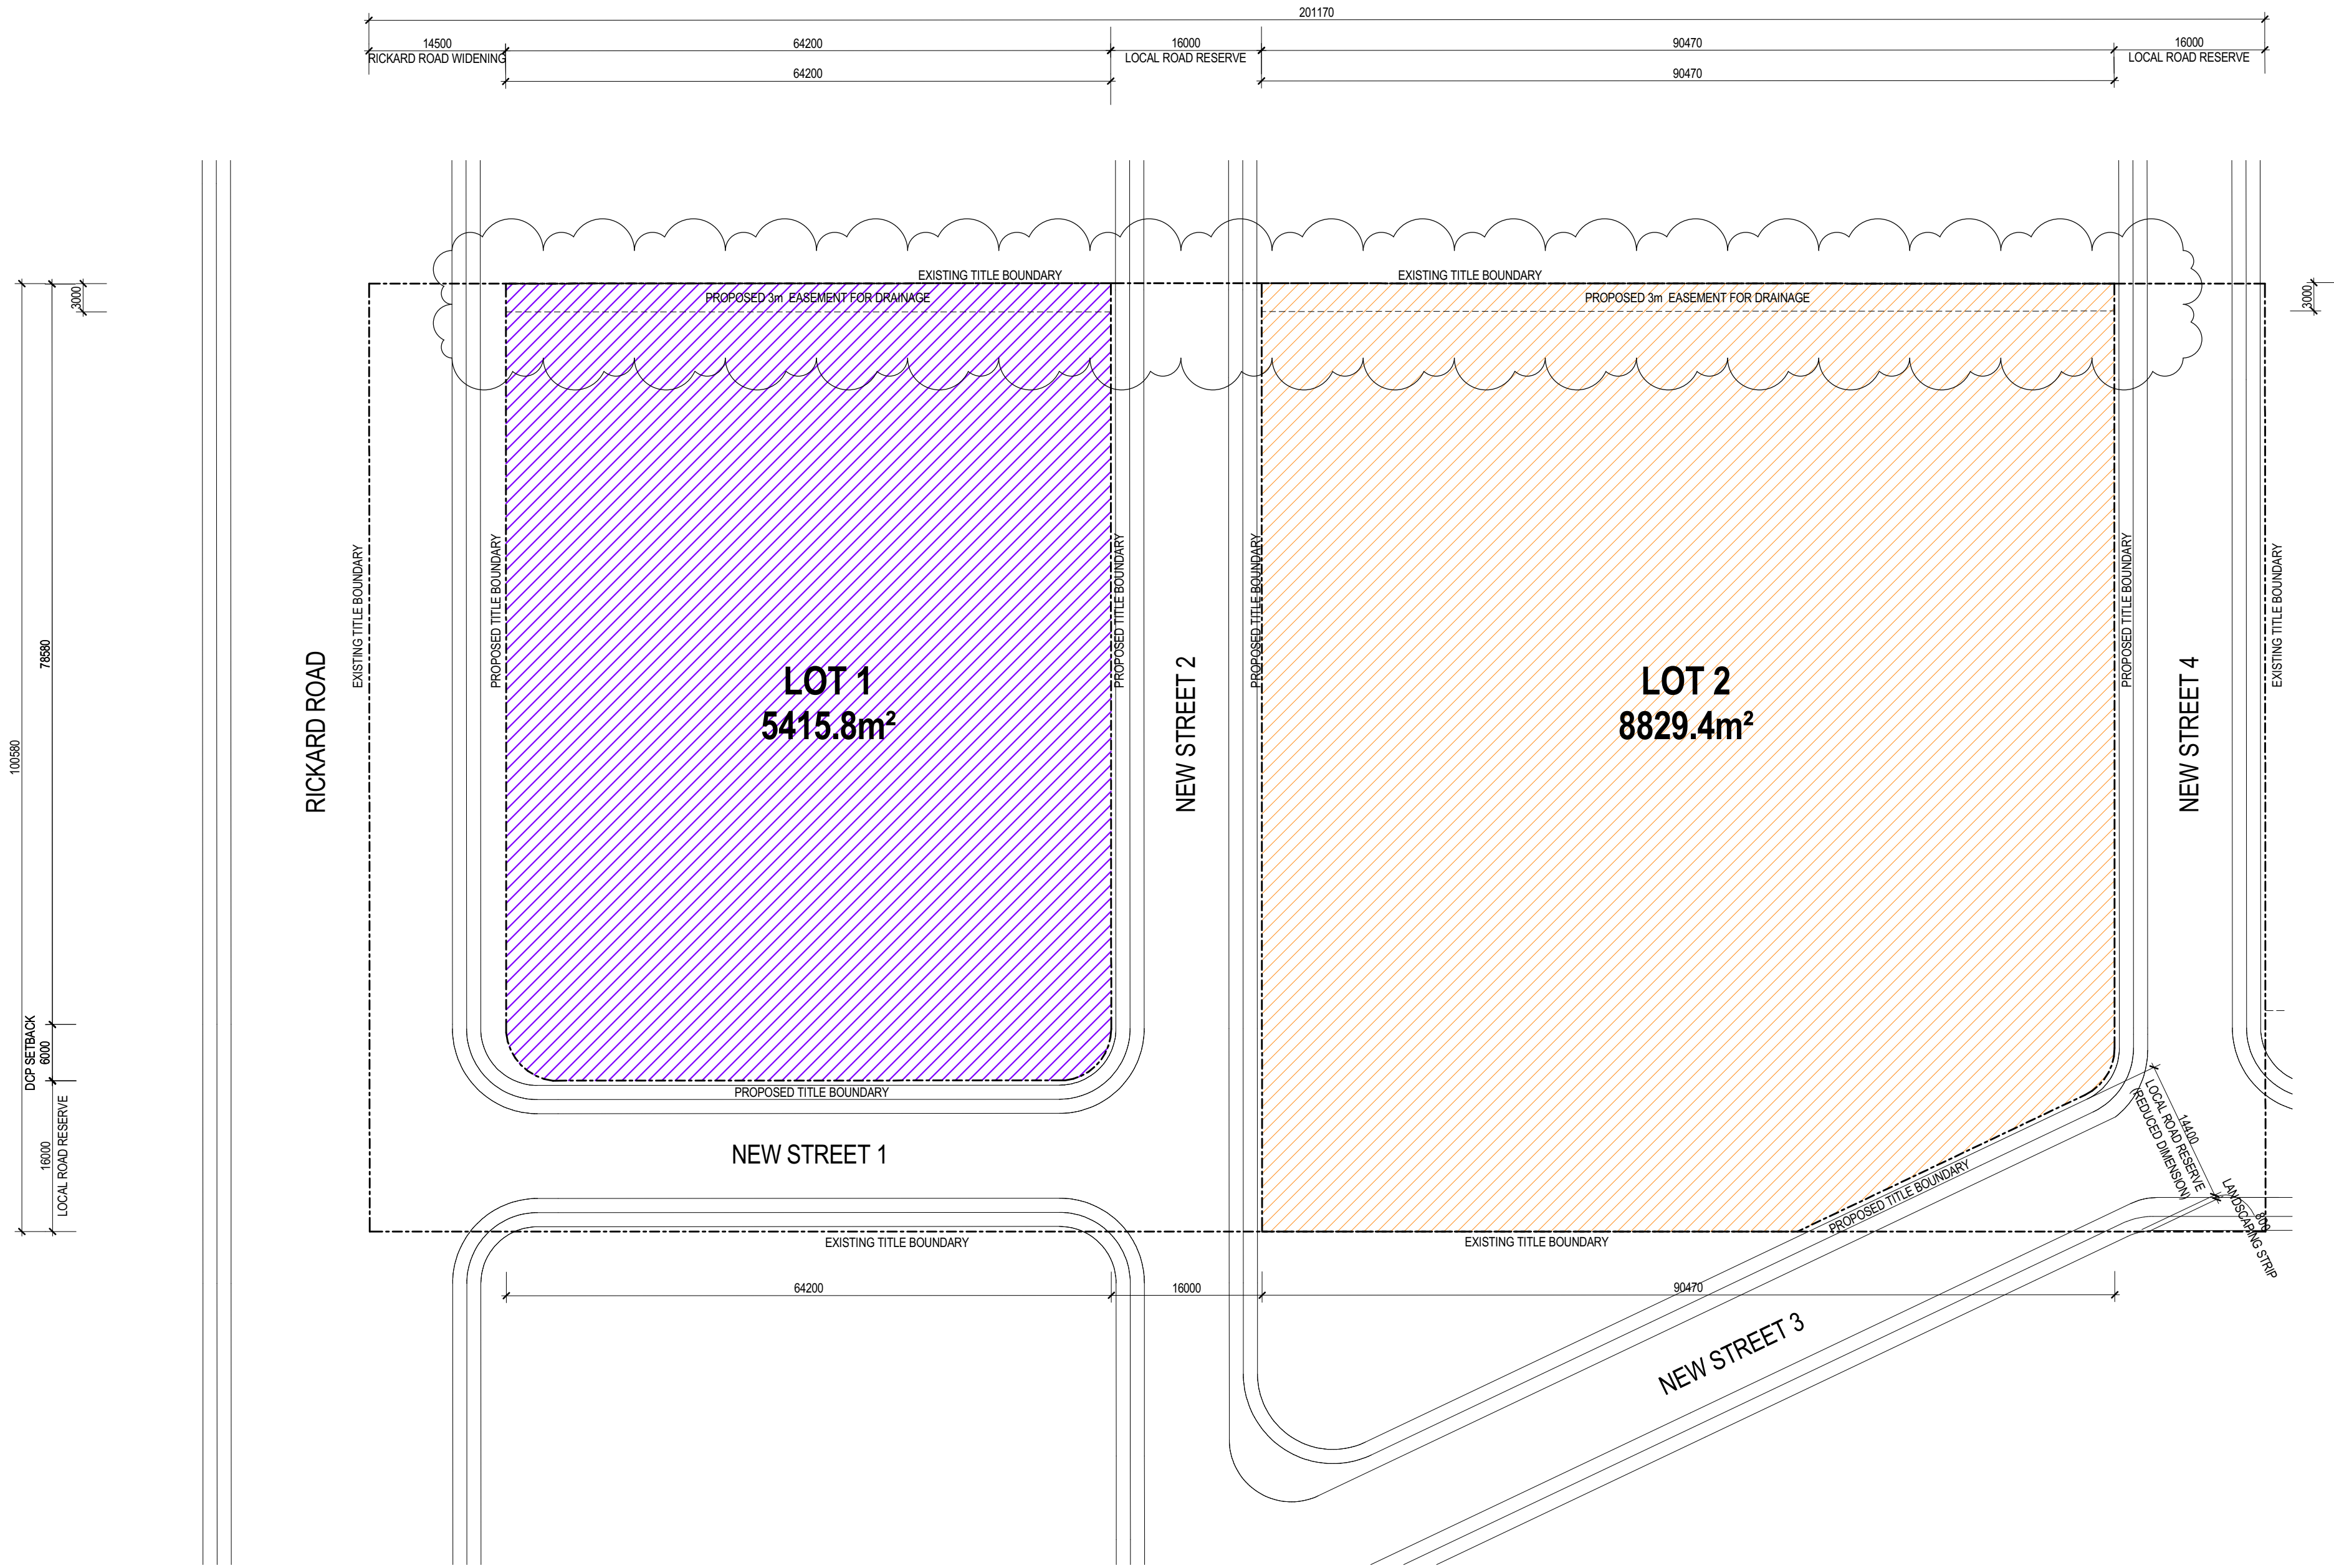 201170
14500
64200
16000
90470
16000
RICKARD ROAD WIDENING
LOCAL ROAD RESERVE
LOCAL ROAD RESERVE
64200
90470
EXISTING TITLE BOUNDARY
EXISTING TITLE BOUNDARY
3000
PROPOSED 3m EASEMENT FOR DRAINAGE
PROPOSED 3m EASEMENT FOR DRAINAGE
3000
100580
78580
DCP SETBACK
6000
16000
LOCAL ROAD RESERVE
RICKARD ROAD
EXISTING TITLE BOUNDARY
PROPOSED TITLE BOUNDARY
LOT 1
5415.8m²
PROPOSED TITLE BOUNDARY
NEW STREET 2
PROPOSED TITLE BOUNDARY
LOT 2
8829.4m²
PROPOSED TITLE BOUNDARY
NEW STREET 4
EXISTING TITLE BOUNDARY
PROPOSED TITLE BOUNDARY
NEW STREET 1
14400
LOCAL ROAD RESERVE
(REDUCED DIMENSION)
800
LANDSCAPING STRIP
PROPOSED TITLE BOUNDARY
EXISTING TITLE BOUNDARY
EXISTING TITLE BOUNDARY
64200
16000
90470
NEW STREET 3